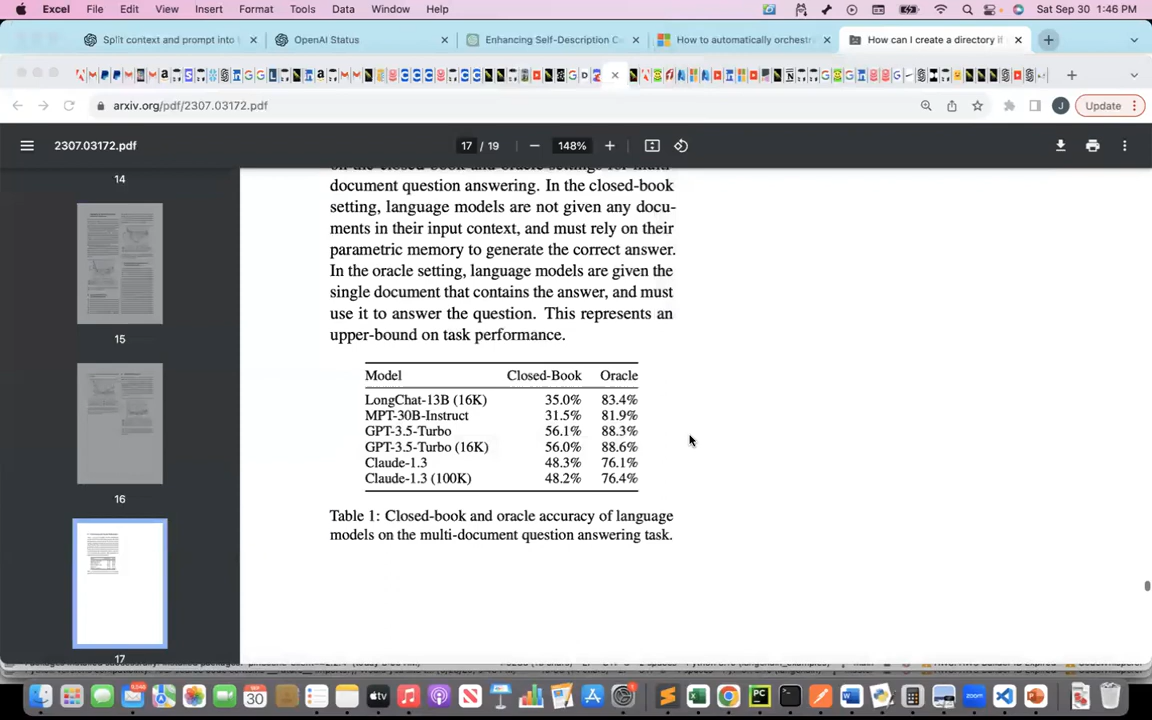 Excel File Edit View Insert Format Tools Data Window Help Sat Sep 30 1:46 PM
Split context and prompt into OpenAI Status Enhancing Self-Description How to automatically orchestr How can I create a directory if
arxiv.org/pdf/2307.03172.pdf J Update
2307.03172.pdf 17 / 19 148%
14
15
16
17
document question answering. In the closed-book
setting, language models are not given any docu-
ments in their input context, and must rely on their
parametric memory to generate the correct answer.
In the oracle setting, language models are given the
single document that contains the answer, and must
use it to answer the question. This represents an
upper-bound on task performance.
Model Closed-Book Oracle
LongChat-13B (16K) 35.0% 83.4%
MPT-30B-Instruct 31.5% 81.9%
GPT-3.5-Turbo 56.1% 88.3%
GPT-3.5-Turbo (16K) 56.0% 88.6%
Claude-1.3 48.3% 76.1%
Claude-1.3 (100K) 48.2% 76.4%
Table 1: Closed-book and oracle accuracy of language
models on the multi-document question answering task.